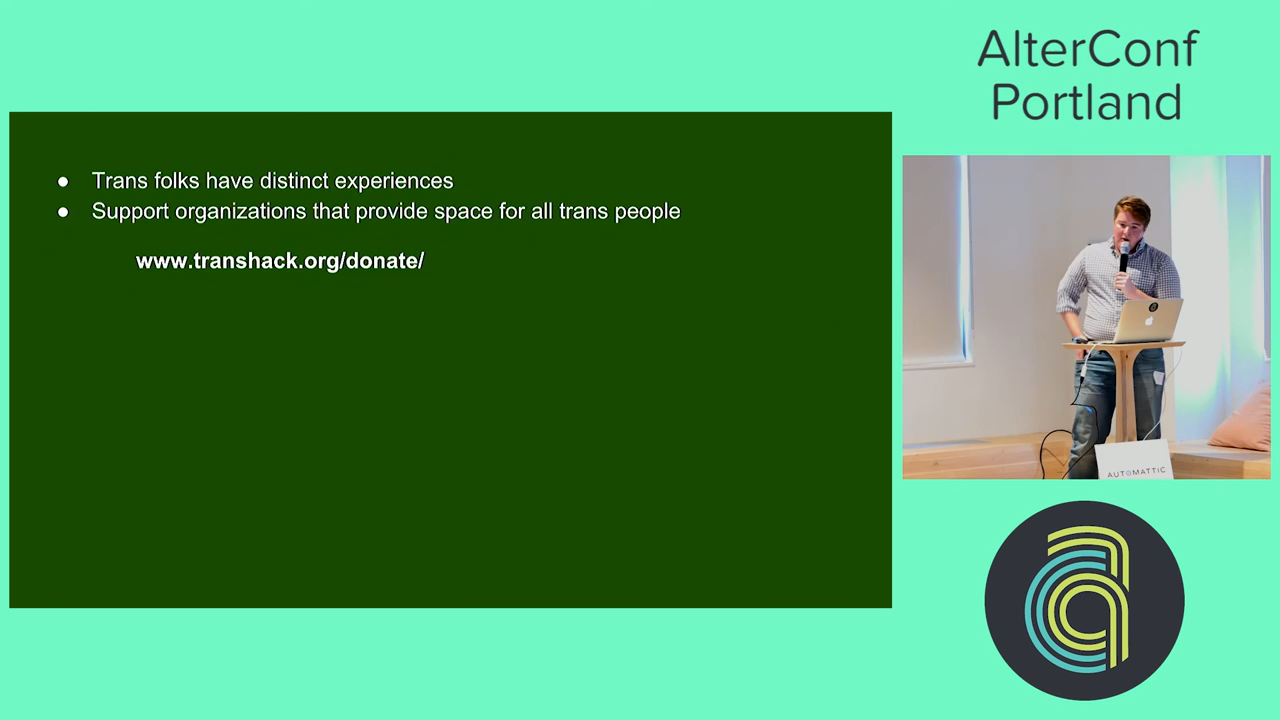 AlterConf
Portland
● Trans folks have distinct experiences
● Support organizations that provide space for all trans people
www.transhack.org/donate/
AUTOMATTIC